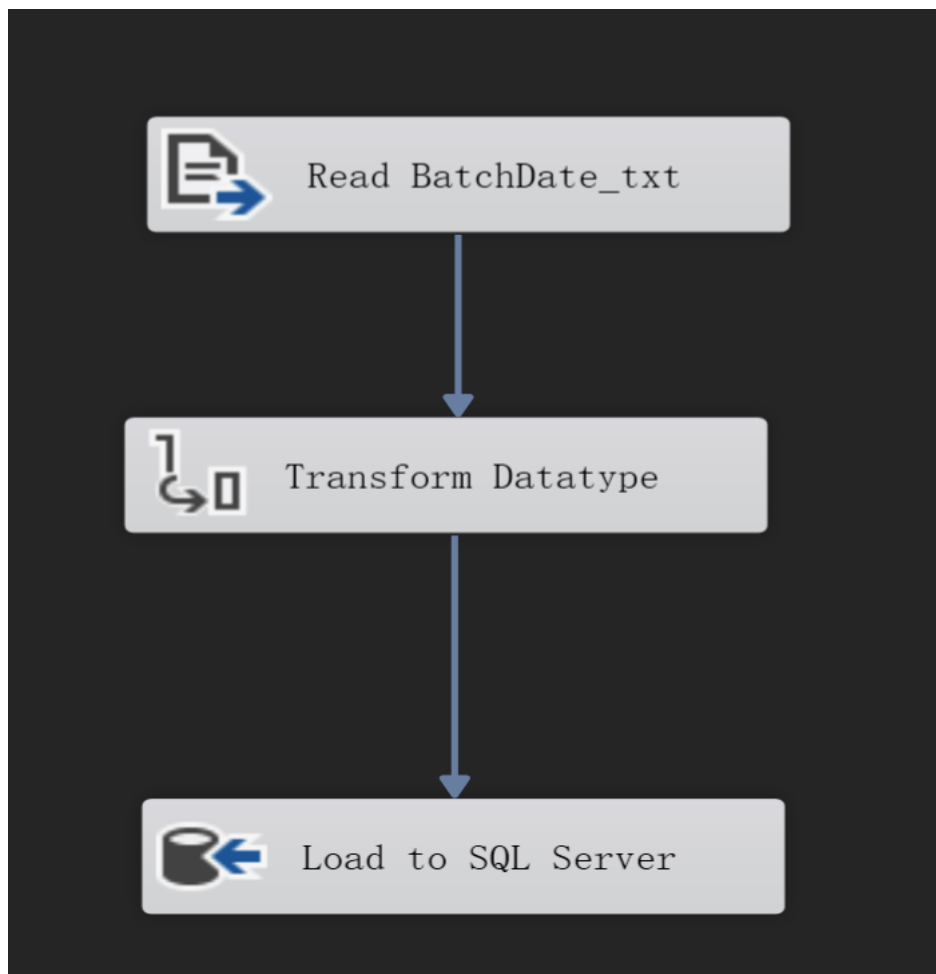 Read BatchDate_txt
Transform Datatype
Load to SQL Server